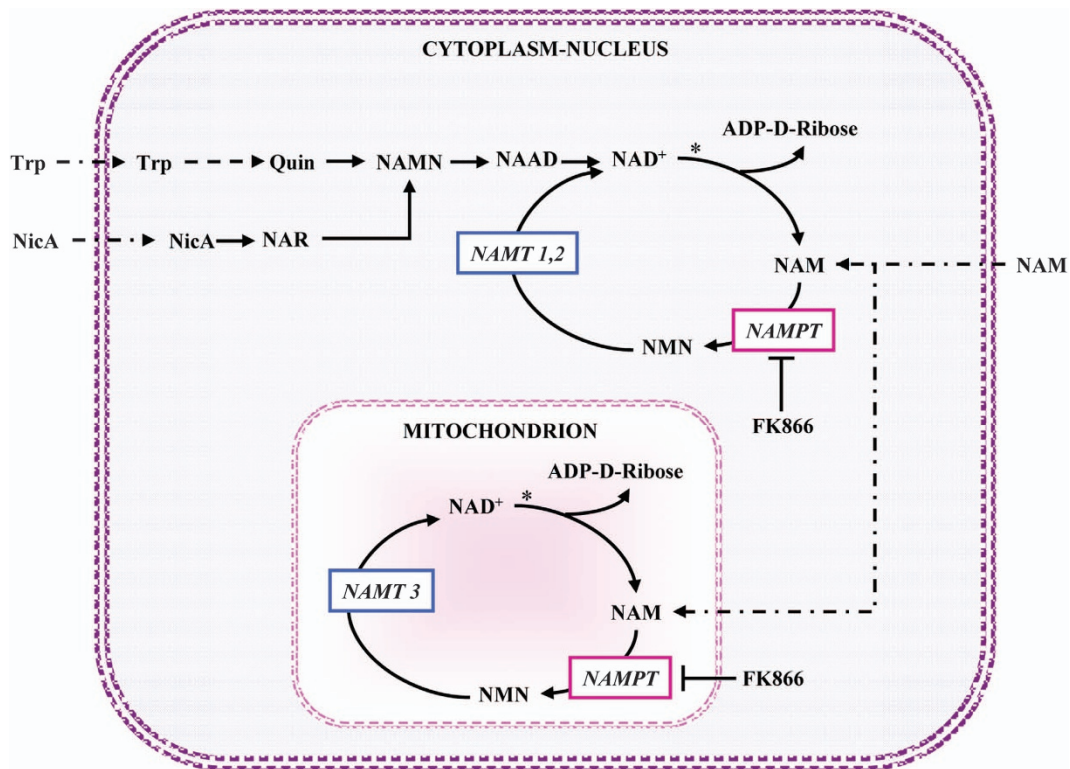 CYTOPLASM-NUCLEUS
ADP-D-Ribose
Trp Trp Quin NAMN NAAD NAD⁺ *
NicA NicA NAR NAMT 1,2 NAM NAM
NMN NAMPT
FK866
MITOCHONDRION
ADP-D-Ribose
NAD⁺ *
NAMT 3
NAM
NMN NAMPT FK866